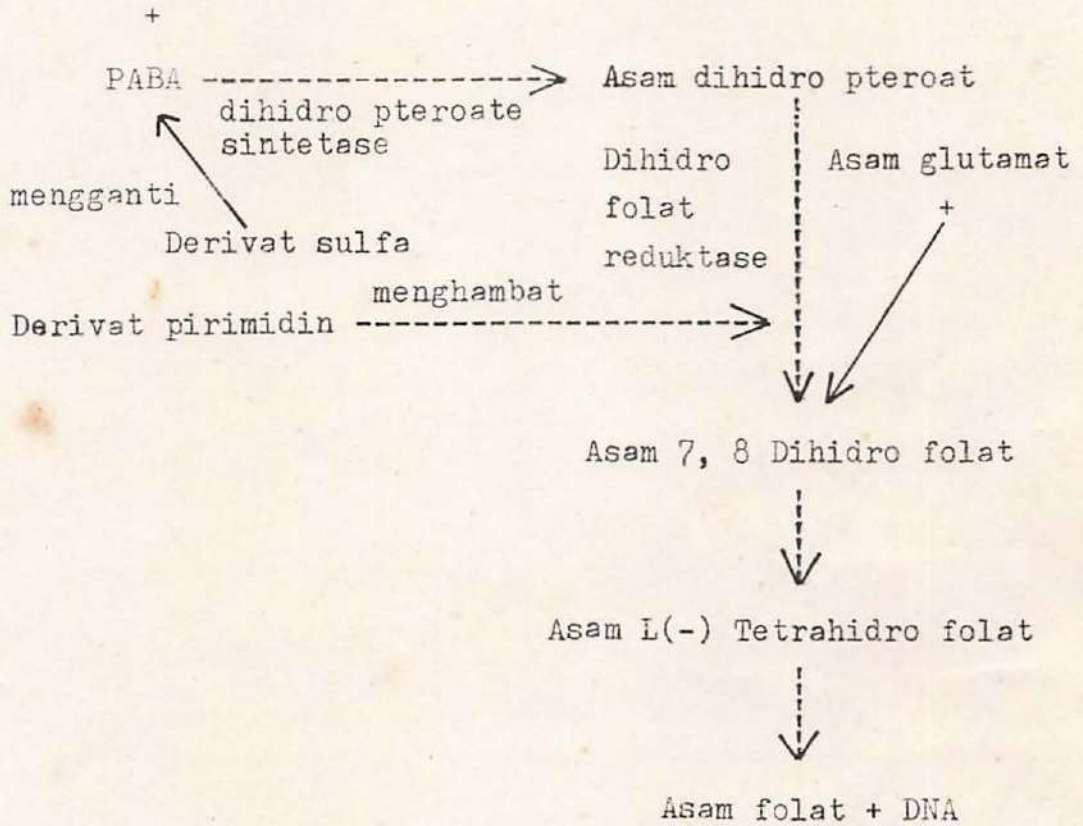 +
PABA
Asam dihidro pteroat
dihidro pteroate
sintetase
mengganti
Derivat sulfa
Dihidro
folat
reduktase
Asam glutamat
+
menghambat
Derivat pirimidin
Asam 7, 8 Dihidro folat
Asam L(-) Tetrahidro folat
Asam folat + DNA